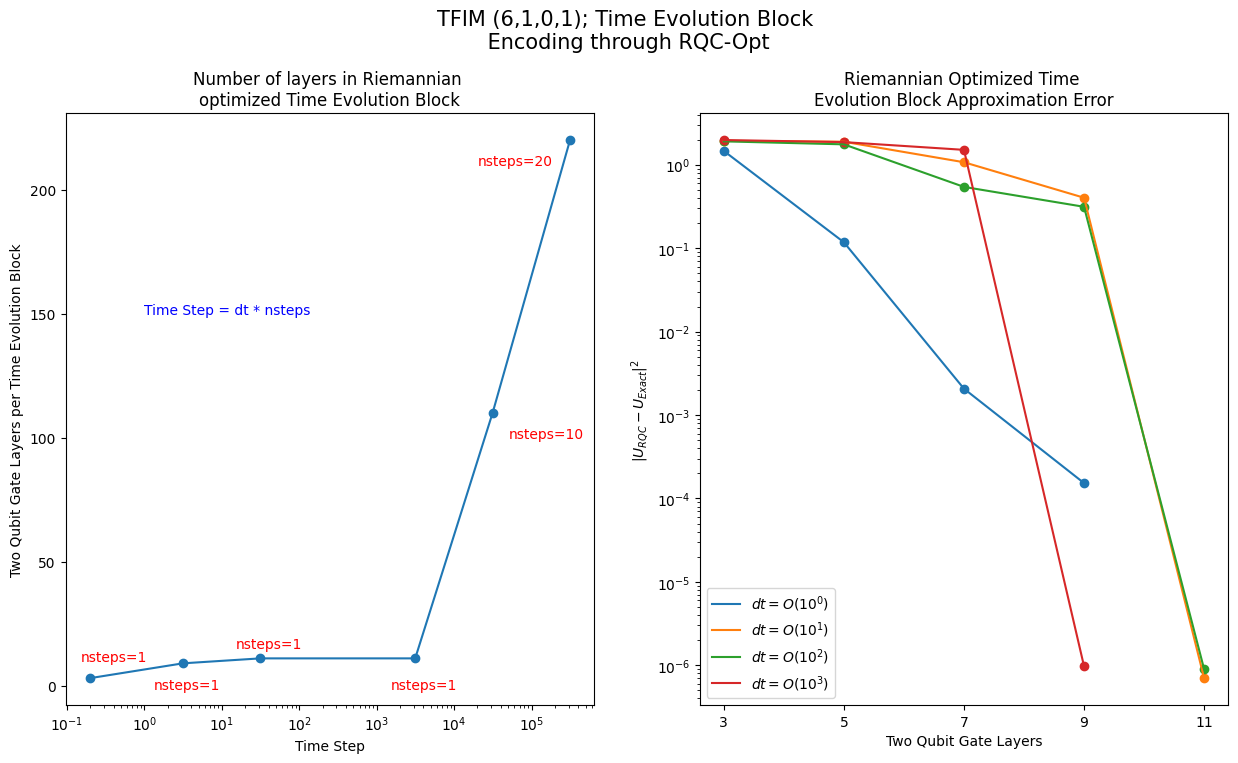 TFIM (6,1,0,1); Time Evolution Block
Encoding through RQC-Opt
Number of layers in Riemannian
optimized Time Evolution Block
Two Qubit Gate Layers per Time Evolution Block
200
150
100
50
0
nsteps=20
Time Step = dt * nsteps
nsteps=10
nsteps=1
nsteps=1
nsteps=1
nsteps=1
10⁻¹ 10⁰ 10¹ 10² 10³ 10⁴ 10⁵
Time Step
Riemannian Optimized Time
Evolution Block Approximation Error
|U_{RQC} − U_{Exact}|²
10⁰
10⁻¹
10⁻²
10⁻³
10⁻⁴
10⁻⁵
10⁻⁶
dt = O(10⁰)
dt = O(10¹)
dt = O(10²)
dt = O(10³)
3 5 7 9 11
Two Qubit Gate Layers